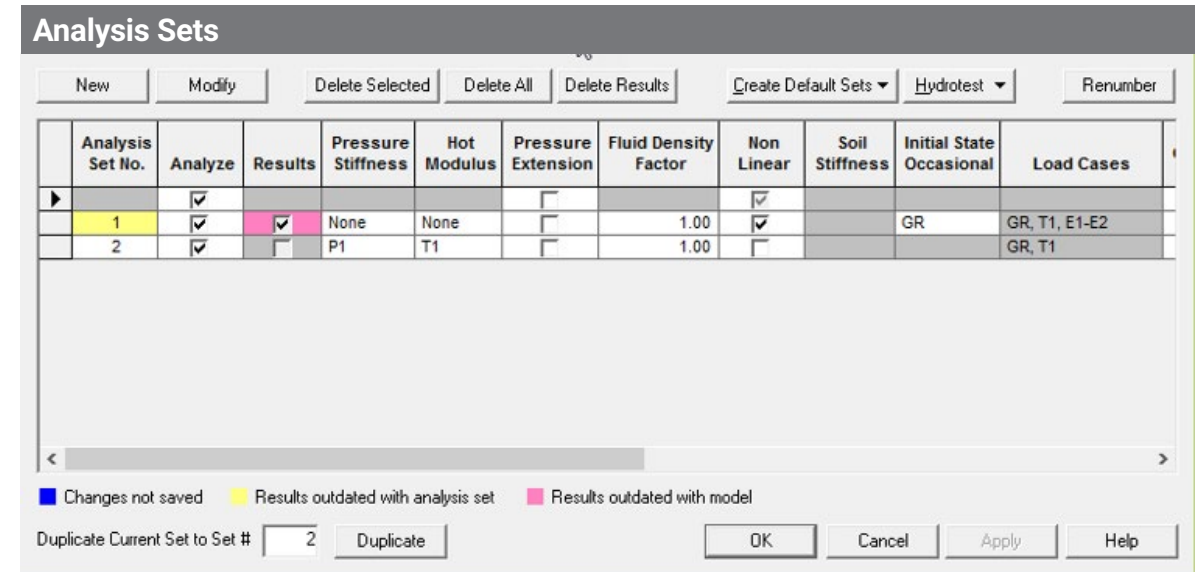 Analysis Sets
New Modify Delete Selected Delete All Delete Results Create Default Sets Hydrotest Renumber
Analysis Set No. Analyze Results Pressure Stiffness Hot Modulus Pressure Extension Fluid Density Factor Non Linear Soil Stiffness Initial State Occasional Load Cases
1 None None 1.00 GR GR, T1, E1-E2
2 P1 T1 1.00 GR, T1
Changes not saved Results outdated with analysis set Results outdated with model
Duplicate Current Set to Set # 2 Duplicate OK Cancel Apply Help